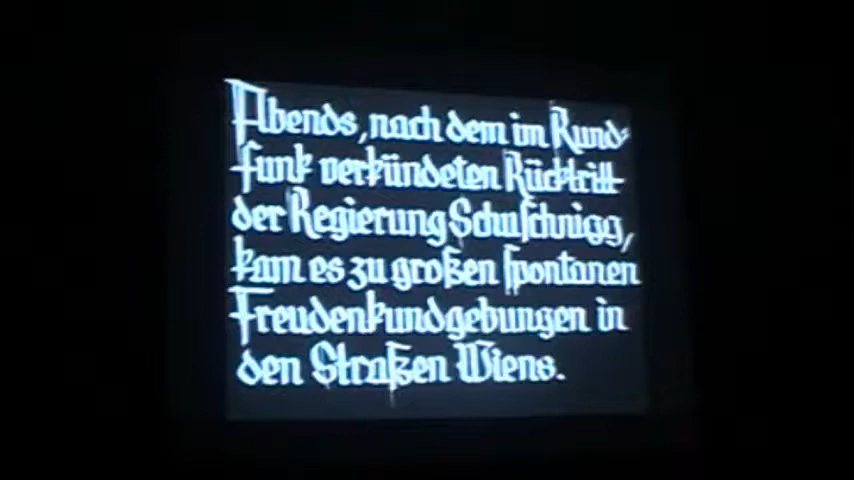 Abends, nach dem im Rund-
funk verkündeten Rücktritt
der Regierung Schuschnigg,
kam es zu großen spontanen
Freudenkundgebungen in
den Straßen Wiens.